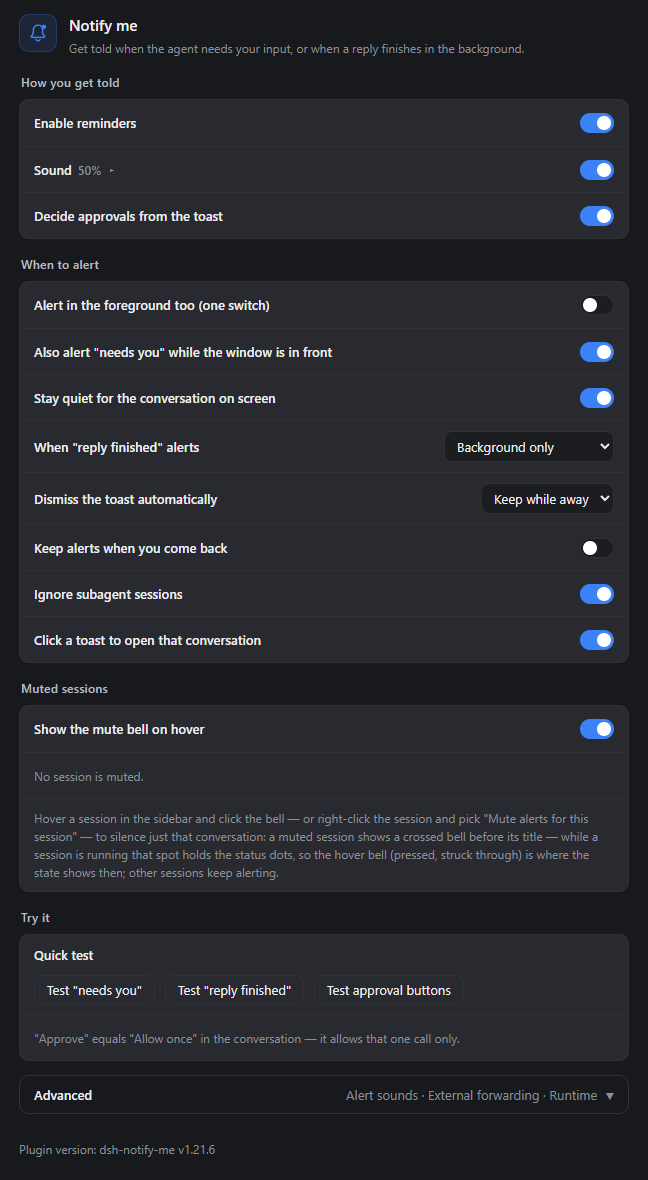 Notify me
Get told when the agent needs your input, or when a reply finishes in the background.
How you get told
Enable reminders
Sound 50%
Decide approvals from the toast
When to alert
Alert in the foreground too (one switch)
Also alert "needs you" while the window is in front
Stay quiet for the conversation on screen
When "reply finished" alerts Background only
Dismiss the toast automatically Keep while away
Keep alerts when you come back
Ignore subagent sessions
Click a toast to open that conversation
Muted sessions
Show the mute bell on hover
No session is muted.
Hover a session in the sidebar and click the bell — or right-click the session and pick "Mute alerts for this
session" — to silence just that conversation: a muted session shows a crossed bell before its title — while a
session is running that spot holds the status dots, so the hover bell (pressed, struck through) is where the
state shows then; other sessions keep alerting.
Try it
Quick test
Test "needs you" Test "reply finished" Test approval buttons
"Approve" equals "Allow once" in the conversation — it allows that one call only.
Advanced Alert sounds · External forwarding · Runtime ▼
Plugin version: dsh-notify-me v1.21.6